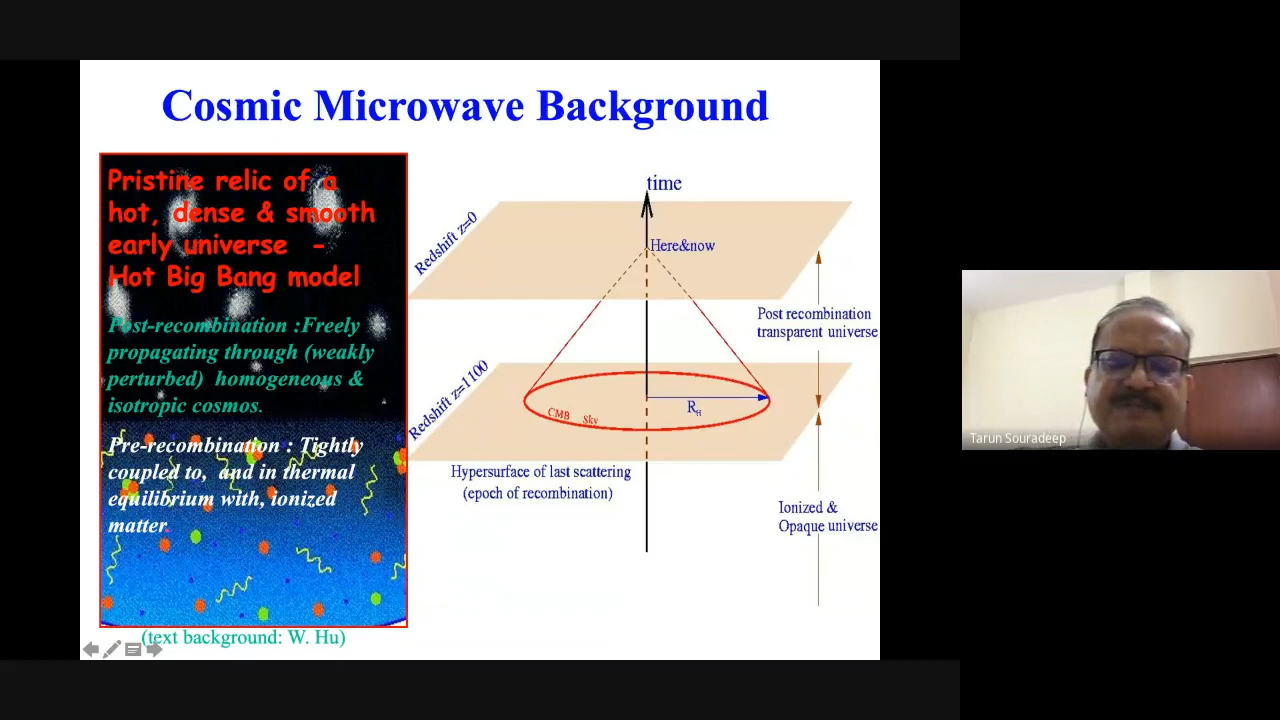 Cosmic Microwave Background
Pristine relic of a
hot, dense & smooth
early universe -
Hot Big Bang model
Post-recombination :Freely
propagating through (weakly
perturbed) homogeneous &
isotropic cosmos.
Pre-recombination : Tightly
coupled to, and in thermal
equilibrium with, ionized
matter.
(text background: W. Hu)
time
Redshift z=0
Here&now
Post recombination
transparent universe
Redshift z=1100
CMB Sky
RH
Hypersurface of last scattering
(epoch of recombination)
Ionized &
Opaque universe
Tarun Souradeep